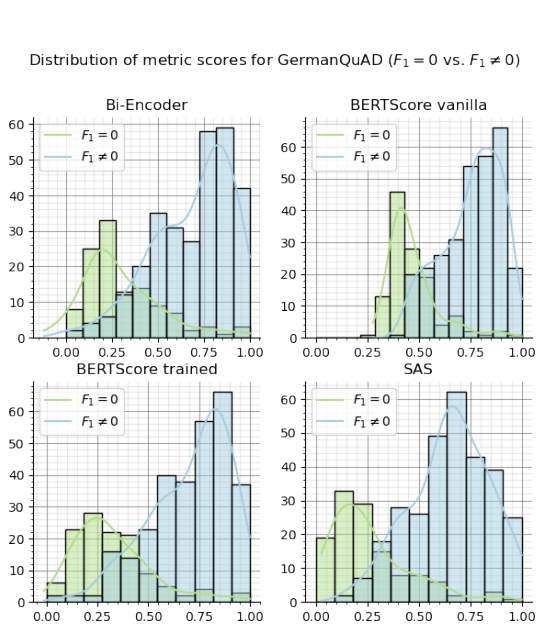 Distribution of metric scores for GermanQuAD (F₁ = 0 vs. F₁ ≠ 0)
Bi-Encoder
BERTScore vanilla
60
50
40
30
20
10
0
F₁ = 0
F₁ ≠ 0
0.00 0.25 0.50 0.75 1.00
60
50
40
30
20
10
0
F₁ = 0
F₁ ≠ 0
0.00 0.25 0.50 0.75 1.00
BERTScore trained
SAS
60
50
40
30
20
10
0
F₁ = 0
F₁ ≠ 0
0.00 0.25 0.50 0.75 1.00
60
50
40
30
20
10
0
F₁ = 0
F₁ ≠ 0
0.00 0.25 0.50 0.75 1.00